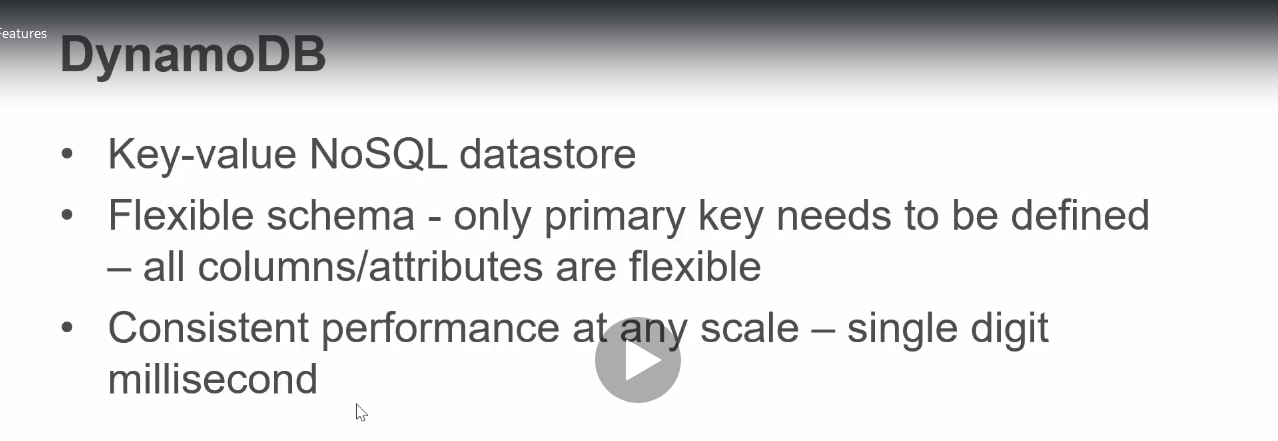 Features
DynamoDB
• Key-value NoSQL datastore
• Flexible schema - only primary key needs to be defined
– all columns/attributes are flexible
• Consistent performance at any scale – single digit
millisecond